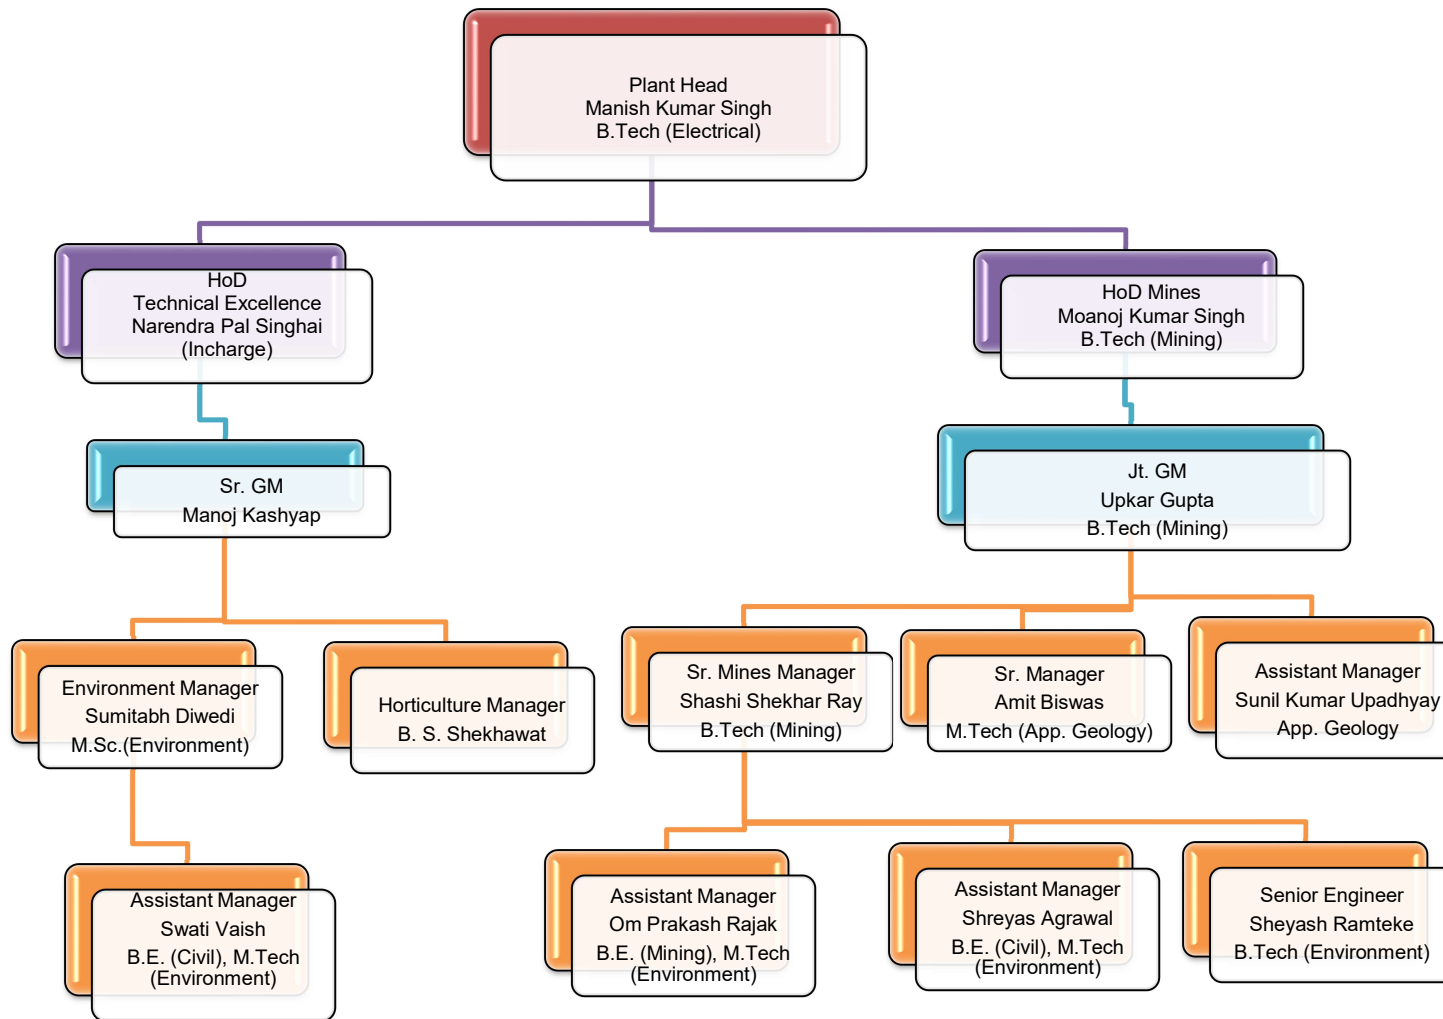 Plant Head
Manish Kumar Singh
B.Tech (Electrical)
HoD
Technical Excellence
Narendra Pal Singhai
(Incharge)
HoD Mines
Moanoj Kumar Singh
B.Tech (Mining)
Sr. GM
Manoj Kashyap
Jt. GM
Upkar Gupta
B.Tech (Mining)
Environment Manager
Sumitabh Diwedi
M.Sc.(Environment)
Horticulture Manager
B. S. Shekhawat
Sr. Mines Manager
Shashi Shekhar Ray
B.Tech (Mining)
Sr. Manager
Amit Biswas
M.Tech (App. Geology)
Assistant Manager
Sunil Kumar Upadhyay
App. Geology
Assistant Manager
Swati Vaish
B.E. (Civil), M.Tech
(Environment)
Assistant Manager
Om Prakash Rajak
B.E. (Mining), M.Tech
(Environment)
Assistant Manager
Shreyas Agrawal
B.E. (Civil), M.Tech
(Environment)
Senior Engineer
Sheyash Ramteke
B.Tech (Environment)